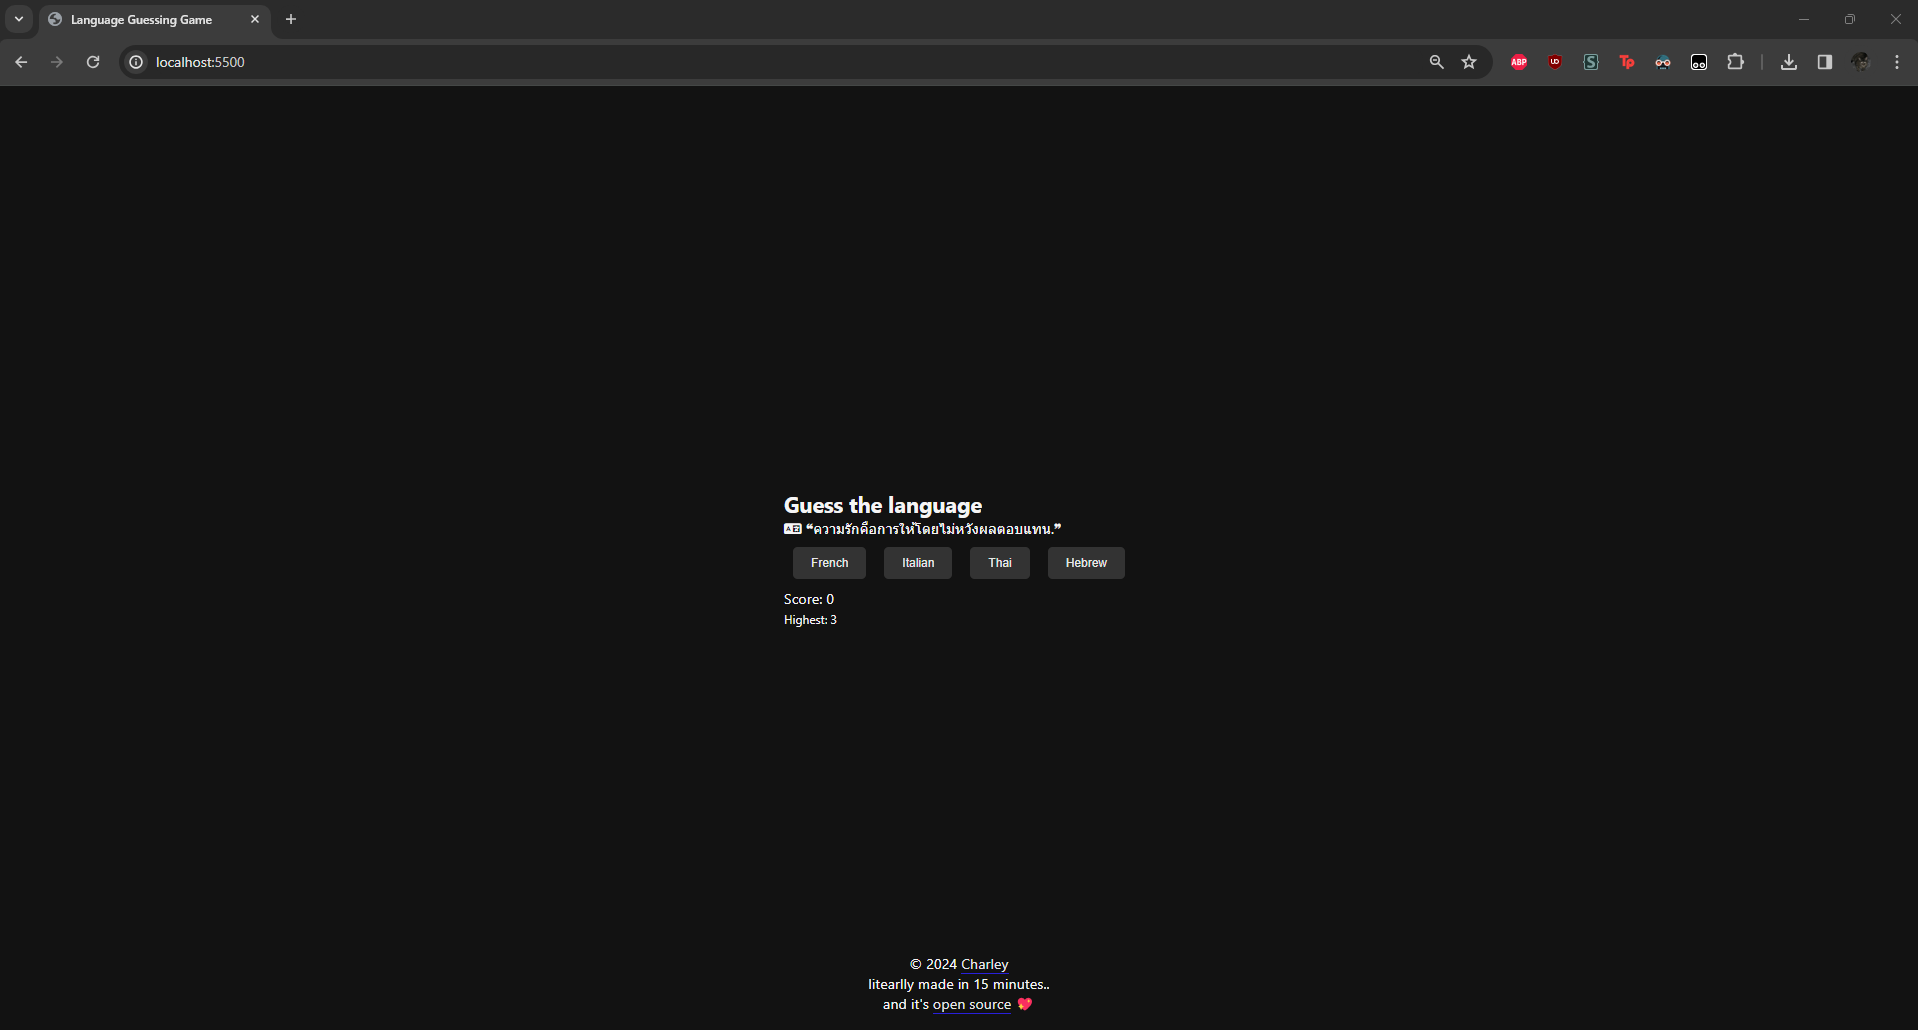 Language Guessing Game
localhost:5500
ABP
Guess the language
❝ความรักคือการให้โดยไม่หวังผลตอบแทน.❞
French Italian Thai Hebrew
Score: 0
Highest: 3
© 2024 Charley
litearlly made in 15 minutes..
and it's open source 💖